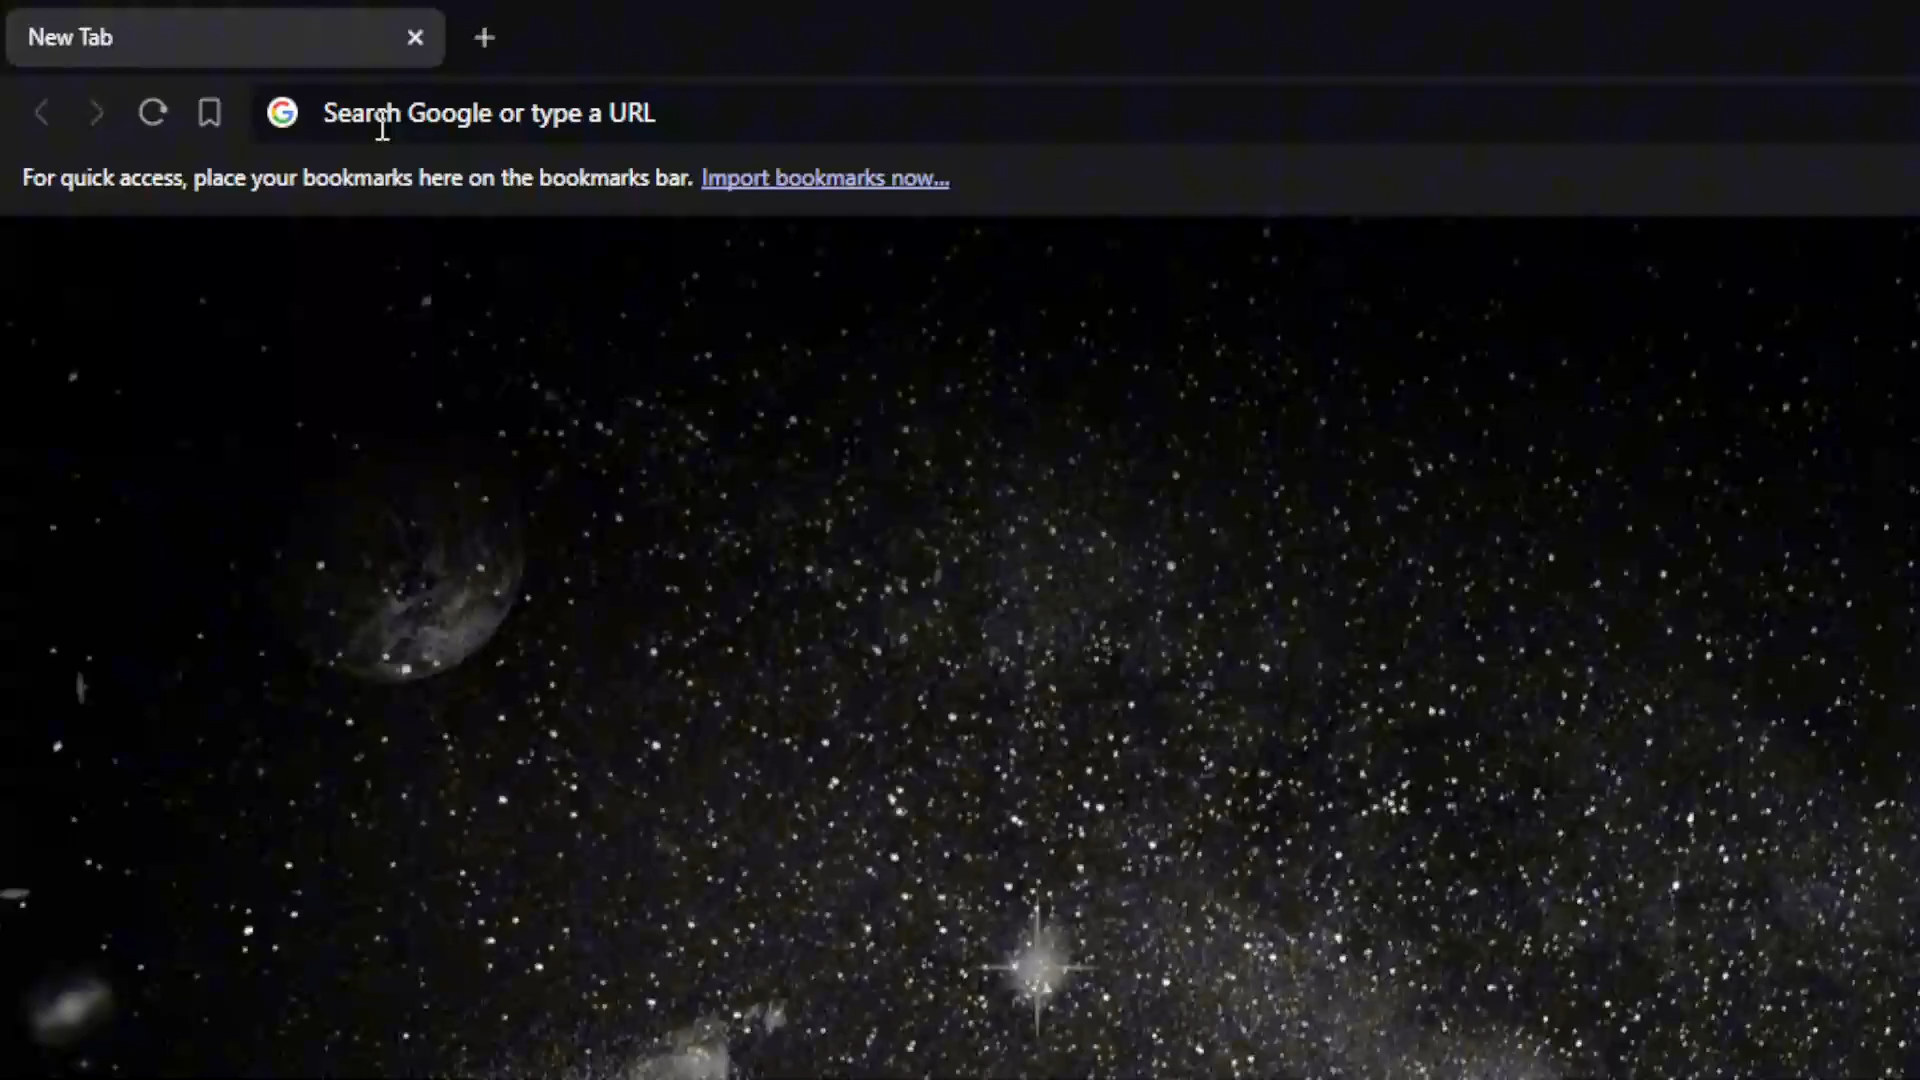 New Tab
Search Google or type a URL
For quick access, place your bookmarks here on the bookmarks bar. Import bookmarks now...